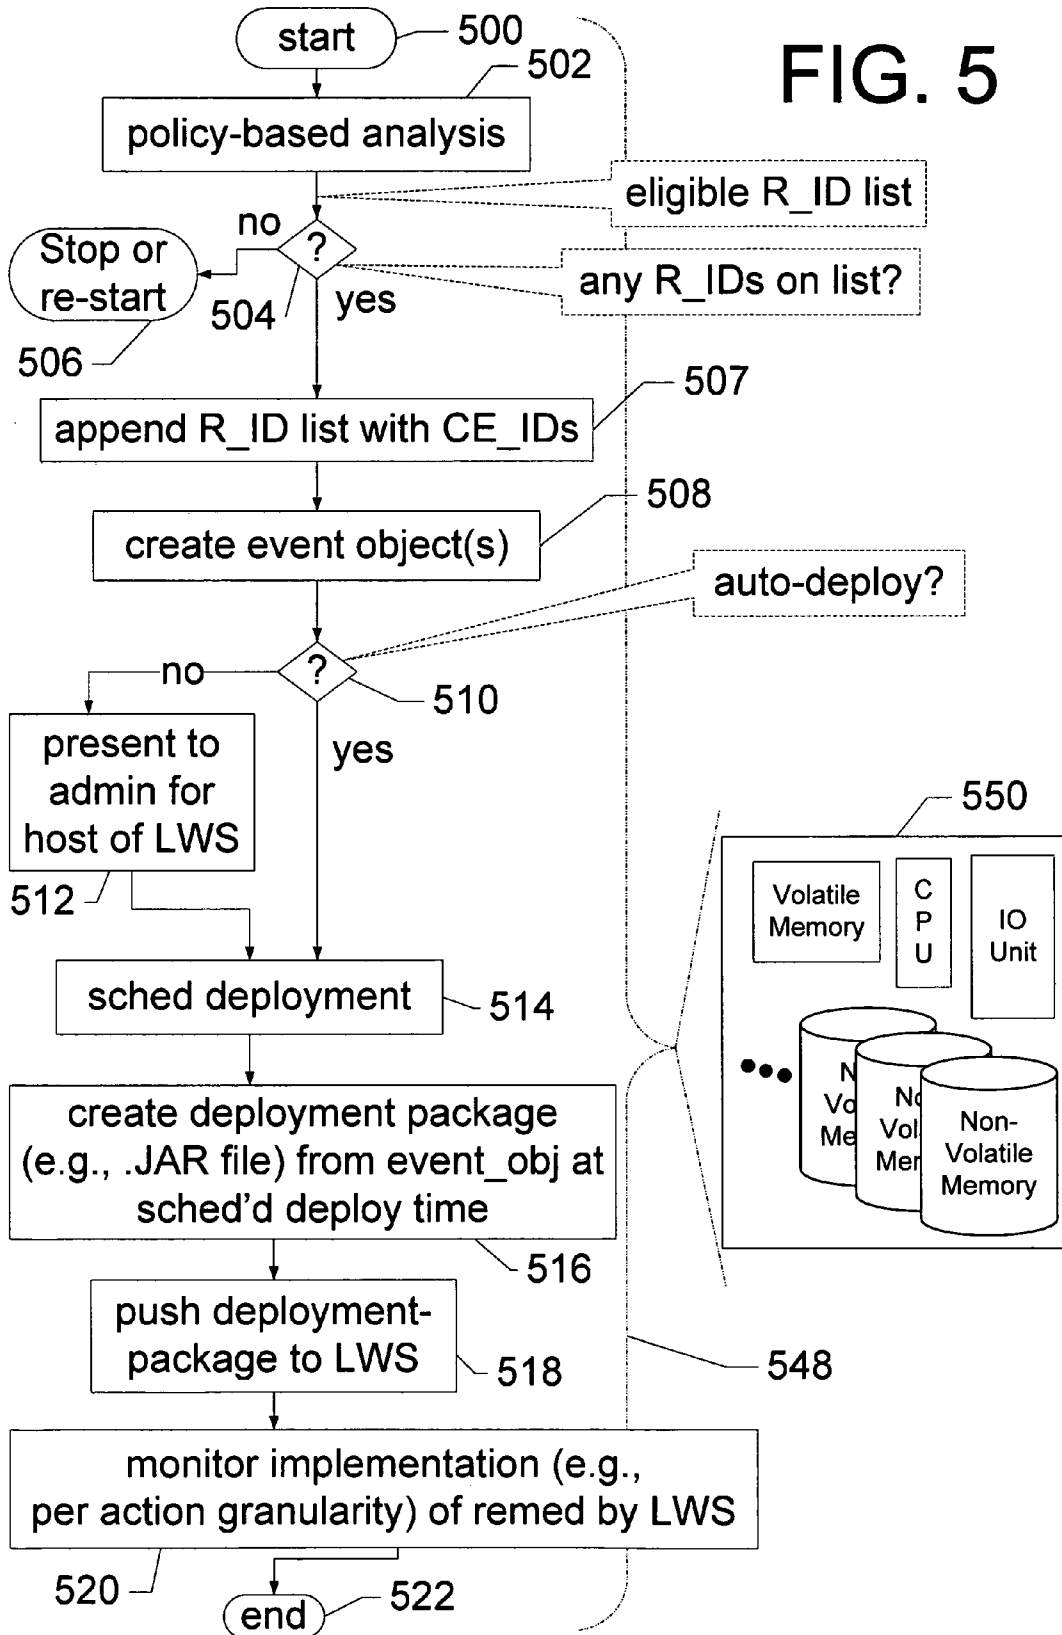 FIG. 5
start
500
502
policy-based analysis
eligible R_ID list
no
?
Stop or
re-start
any R_IDs on list?
504
yes
506
507
append R_ID list with CE_IDs
508
create event object(s)
auto-deploy?
no
?
510
present to
admin for
host of LWS
yes
512
550
Volatile
Memory
C
P
U
IO
Unit
sched deployment
514
Non-
Volatile
Memory
create deployment package
(e.g., .JAR file) from event_obj at
sched'd deploy time
516
push deployment-
package to LWS
518
548
monitor implementation (e.g.,
per action granularity) of remed by LWS
520
522
end